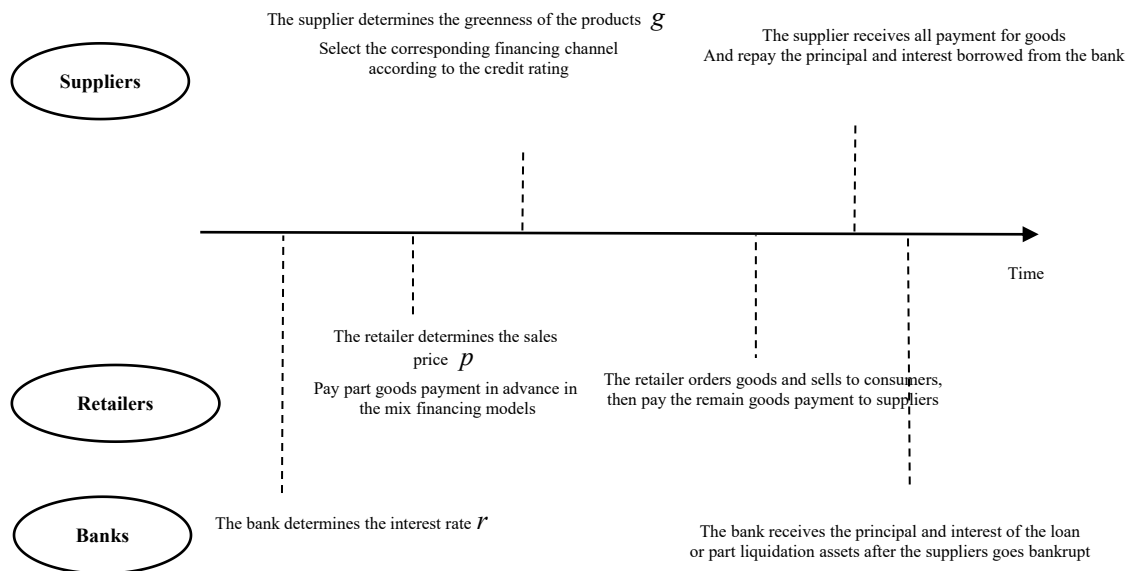 The supplier determines the greenness of the products g
Select the corresponding financing channel
according to the credit rating
The supplier receives all payment for goods
And repay the principal and interest borrowed from the bank
Suppliers
Time
The retailer determines the sales
price p
Pay part goods payment in advance in
the mix financing models
The retailer orders goods and sells to consumers,
then pay the remain goods payment to suppliers
Retailers
The bank determines the interest rate r
Banks
The bank receives the principal and interest of the loan
or part liquidation assets after the suppliers goes bankrupt